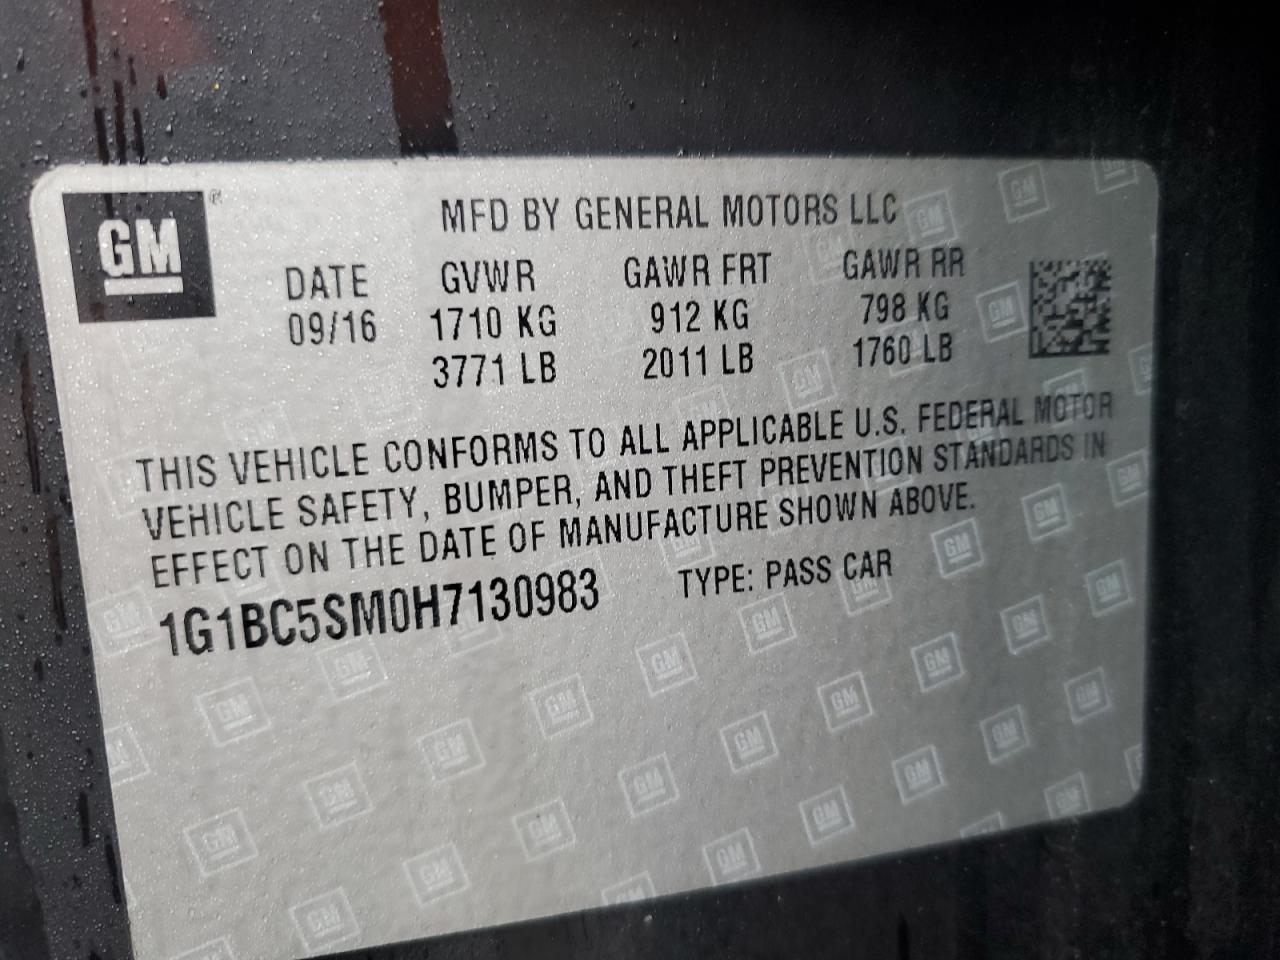 GM®
MFD BY GENERAL MOTORS LLC
DATE GVWR GAWR FRT GAWR RR
09/16 1710 KG 912 KG 798 KG
3771 LB 2011 LB 1760 LB
THIS VEHICLE CONFORMS TO ALL APPLICABLE U.S. FEDERAL MOTOR
VEHICLE SAFETY, BUMPER, AND THEFT PREVENTION STANDARDS IN
EFFECT ON THE DATE OF MANUFACTURE SHOWN ABOVE.
1G1BC5SM0H7130983 TYPE: PASS CAR